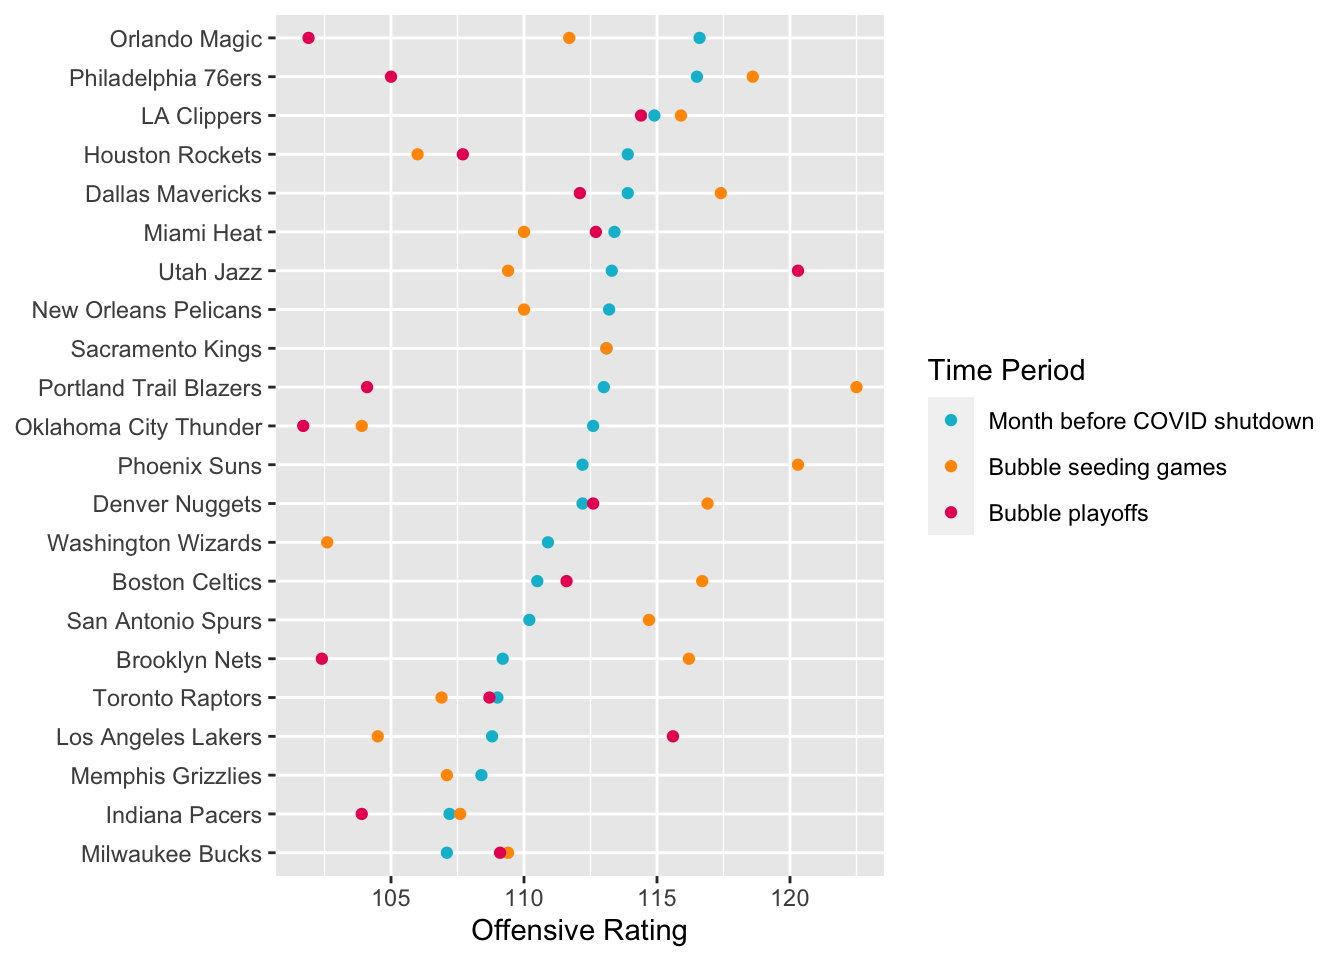 Orlando Magic
Philadelphia 76ers
LA Clippers
Houston Rockets
Dallas Mavericks
Miami Heat
Utah Jazz
New Orleans Pelicans
Sacramento Kings
Portland Trail Blazers
Oklahoma City Thunder
Phoenix Suns
Denver Nuggets
Washington Wizards
Boston Celtics
San Antonio Spurs
Brooklyn Nets
Toronto Raptors
Los Angeles Lakers
Memphis Grizzlies
Indiana Pacers
Milwaukee Bucks
105 110 115 120
Offensive Rating
Time Period
Month before COVID shutdown
Bubble seeding games
Bubble playoffs